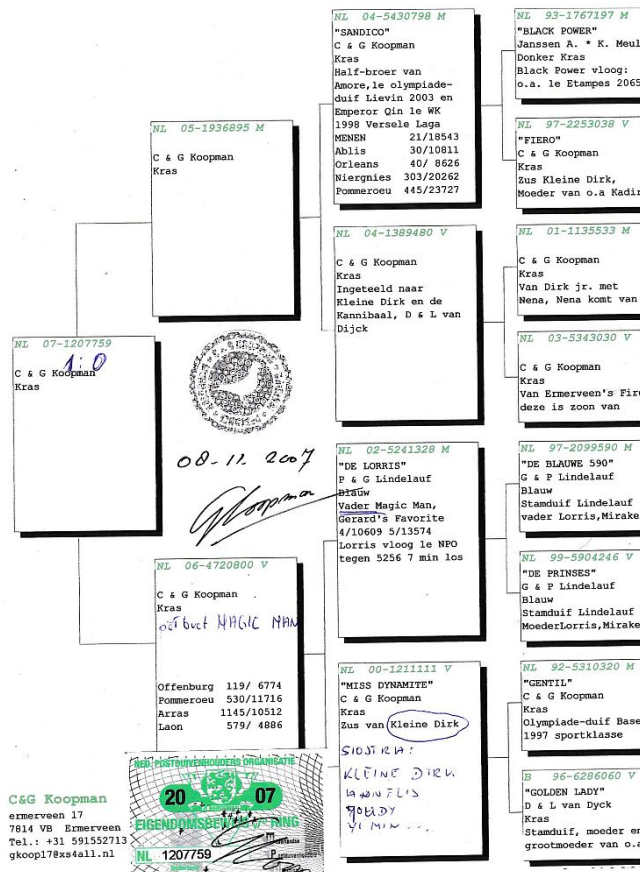 NL 04-5430798 M
"SANDICO"
C & G Koopman
Kras
Half-broer van
Amore,1e olympiade-
duif Lievin 2003 en
Emperor Qin 1e WK
1998 Versele Laga
MENEN 21/18543
Ablis 30/10811
Orleans 40/ 8626
Niergnies 303/20262
Pommeroeu 445/23727
NL 93-1767197 M
"BLACK POWER"
Janssen A. * K. Meul
Donker Kras
Black Power vloog:
o.a. 1e Etampes 2065
NL 97-2253038 V
"FIERO"
C & G Koopman
Kras
Zus Kleine Dirk,
Moeder van o.a Kadir
NL 05-1936895 M
C & G Koopman
Kras
NL 04-1389480 V
C & G Koopman
Kras
Ingeteeld naar
Kleine Dirk en de
Kannibaal, D & L van
Dijck
NL 01-1135533 M
C & G Koopman
Kras
Van Dirk jr. met
Nena, Nena komt van
NL 03-5343030 V
C & G Koopman
Kras
Van Ermerveen's Fire
deze is zoon van
NL 07-1207759
1:0
C & G Koopman
Kras
08-11. 2007
GKoopman
NL 02-5241328 M
"DE LORRIS"
P & G Lindelauf
Blauw
Vader Magic Man,
Gerard's Favorite
4/10609 5/13574
Lorris vloog 1e NPO
tegen 5256 7 min los
NL 97-2099590 M
"DE BLAUWE 590"
G & P Lindelauf
Blauw
Stamduif Lindelauf
vader Lorris,Mirake
NL 99-5904246 V
"DE PRINSES"
G & P Lindelauf
Blauw
Stamduif Lindelauf
MoederLorris,Mirake
NL 06-4720800 V
C & G Koopman
Kras
MAGIC MAN
Offenburg 119/ 6774
Pommeroeu 530/11716
Arras 1145/10512
Laon 579/ 4886
NL 00-1211111 V
"MISS DYNAMITE"
C & G Koopman
Kras
Zus van Kleine Dirk
SIOSTRA:
KLEINE DIRK
ANNELIS
NL 92-5310320 M
"GENTIL"
C & G Koopman
Kras
Olympiade-duif Base
1997 sportklasse
B 96-6286060 V
"GOLDEN LADY"
D & L van Dyck
Kras
Stamduif, moeder en
grootmoeder van o.a
C&G Koopman
ermerveen 17
7814 VB Ermerveen
Tel.: +31 591552713
gkoop17@xs4all.nl
NED. POSTDUIVENHOUDERS ORGANISATIE
20 07
EIGENDOMSBEWIJS RING
NL 1207759